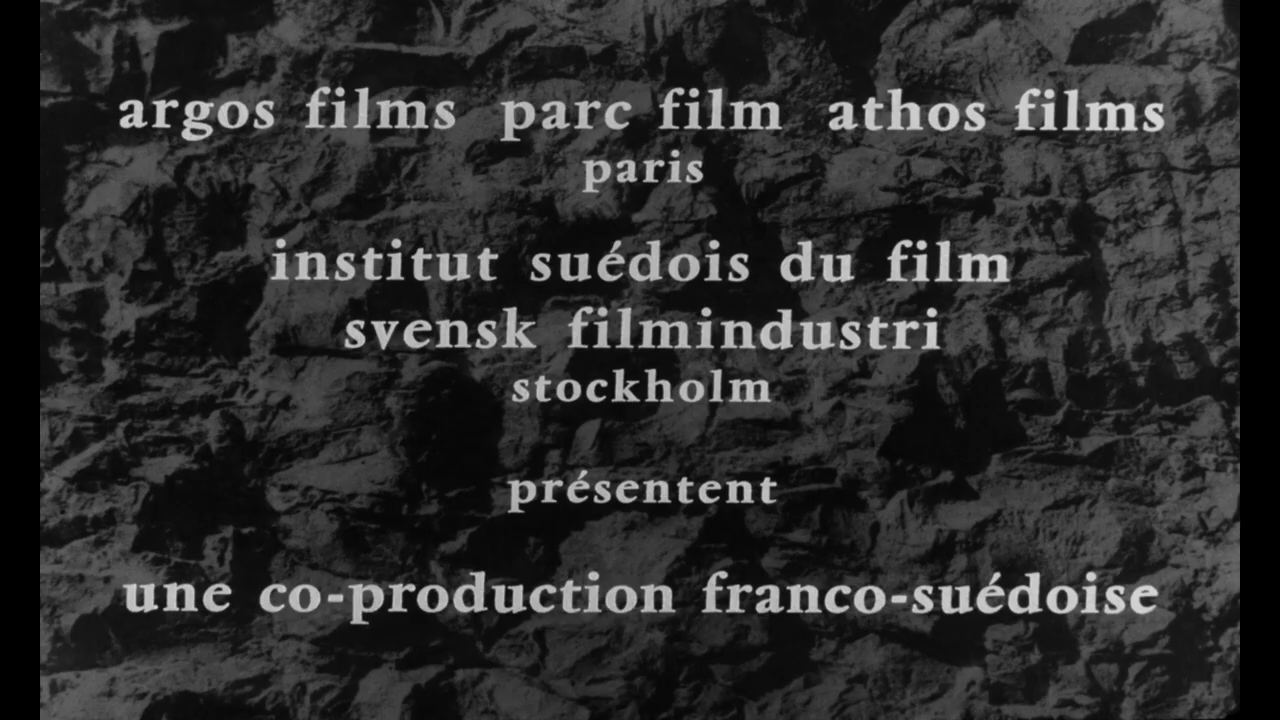 argos films parc film athos films
paris
institut suédois du film
svensk filmindustri
stockholm
présentent
une co-production franco-suédoise